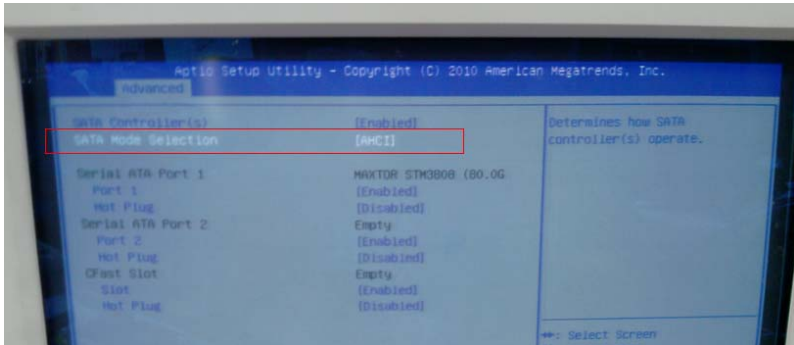 Aptio Setup Utility - Copyright (C) 2010 American Megatrends, Inc.
Advanced
SATA Controller(s) [Enabled]
SATA Mode Selection [AHCI]
Serial ATA Port 1 MAXTOR STM3808 (80.0G
Port 1 [Enabled]
Hot Plug [Disabled]
Serial ATA Port 2 Empty
Port 2 [Enabled]
Hot Plug [Disabled]
CFast Slot Empty
Slot [Enabled]
Hot Plug [Disabled]
Determines how SATA
controller(s) operate.
: Select Screen